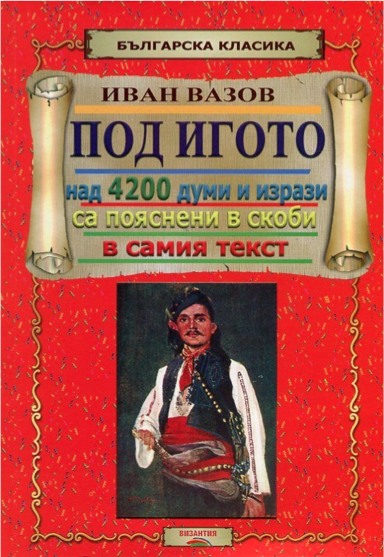 БЪЛГАРСКА КЛАСИКА
ИВАН ВАЗОВ
ПОД ИГОТО
над 4200 думи и изрази
са пояснени в скоби
в самия текст
ВИЗАНТИЯ